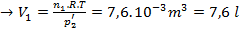 → V₁ = n₁.R.T / p₂′ = 7,6.10⁻³m³ = 7,6 l